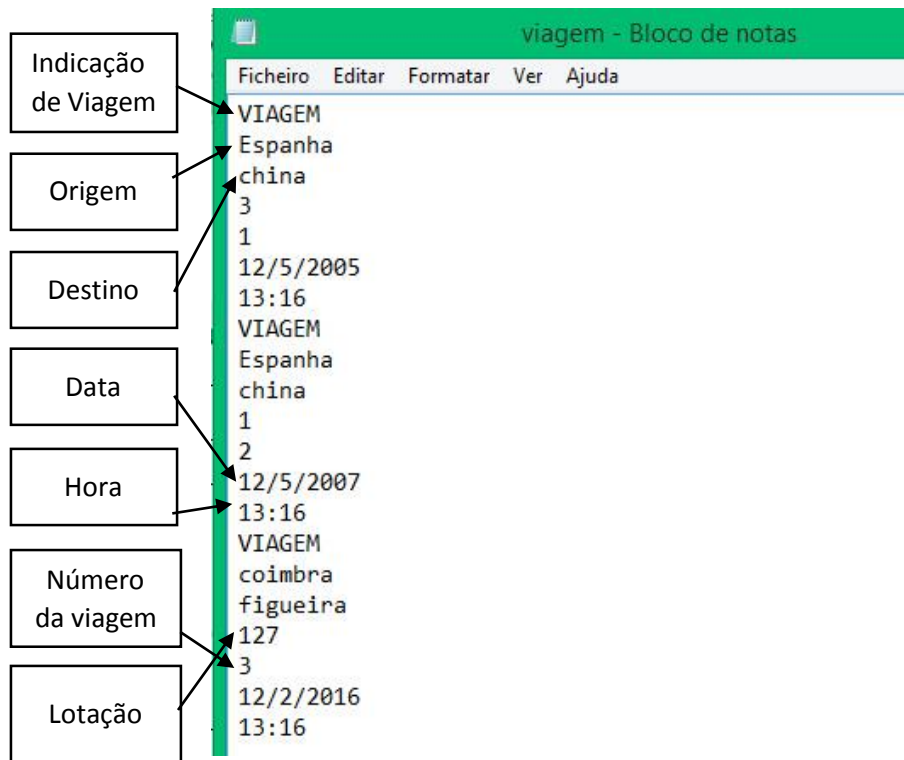 viagem - Bloco de notas
Ficheiro Editar Formatar Ver Ajuda
Indicação
de Viagem
Origem
Destino
Data
Hora
Número
da viagem
Lotação
VIAGEM
Espanha
china
3
1
12/5/2005
13:16
VIAGEM
Espanha
china
1
2
12/5/2007
13:16
VIAGEM
coimbra
figueira
127
3
12/2/2016
13:16